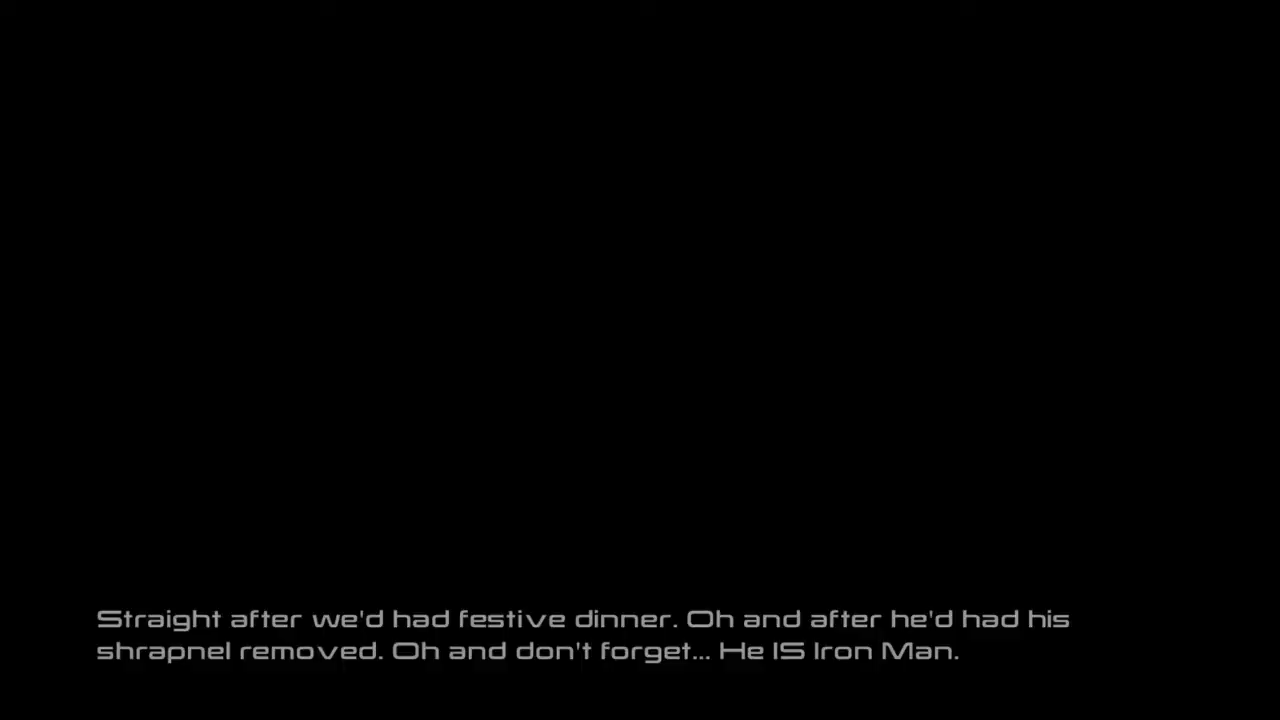 Straight after we'd had festive dinner. Oh and after he'd had his
shrapnel removed. Oh and don't forget... He IS Iron Man.